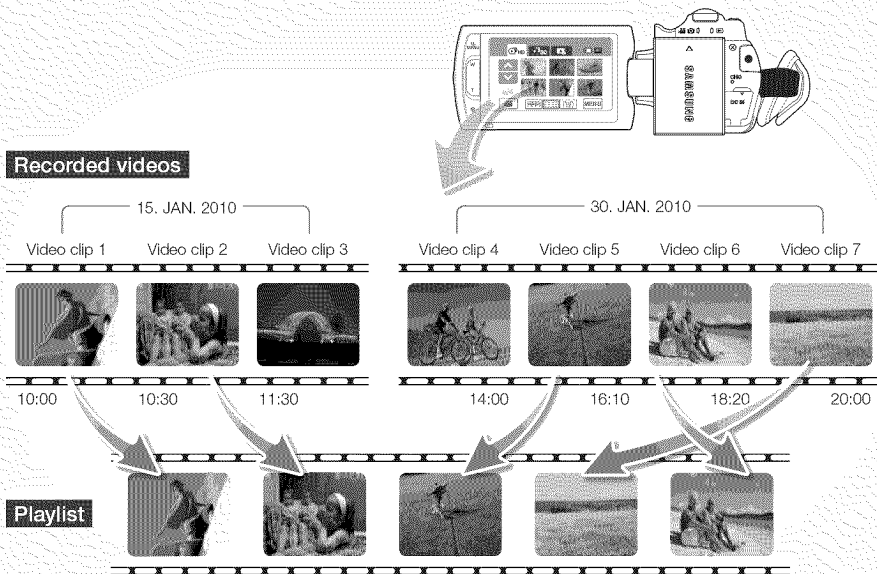 SAMSUNG
MENU
Recorded videos
15. JAN. 2010
30. JAN. 2010
Video clip 1
Video clip 2
Video clip 3
Video clip 4
Video clip 5
Video clip 6
Video clip 7
10:00
10:30
11:30
14:00
16:10
18:20
20:00
Playlist